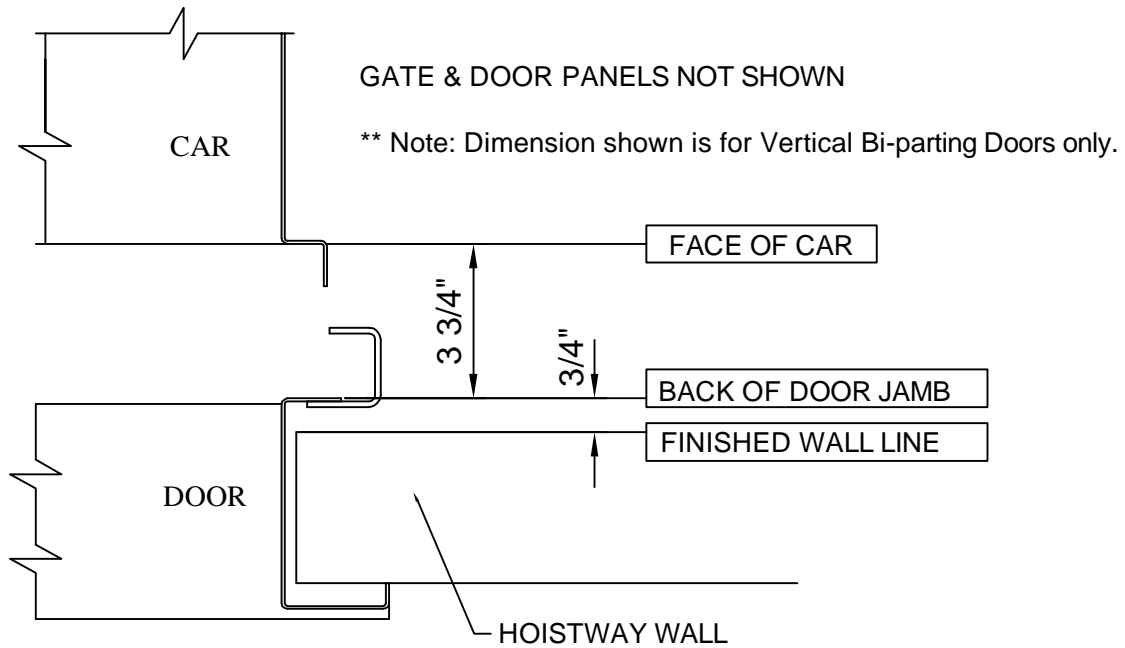 GATE & DOOR PANELS NOT SHOWN
CAR
** Note: Dimension shown is for Vertical Bi-parting Doors only.
FACE OF CAR
3 3/4"
3/4"
BACK OF DOOR JAMB
FINISHED WALL LINE
DOOR
HOISTWAY WALL